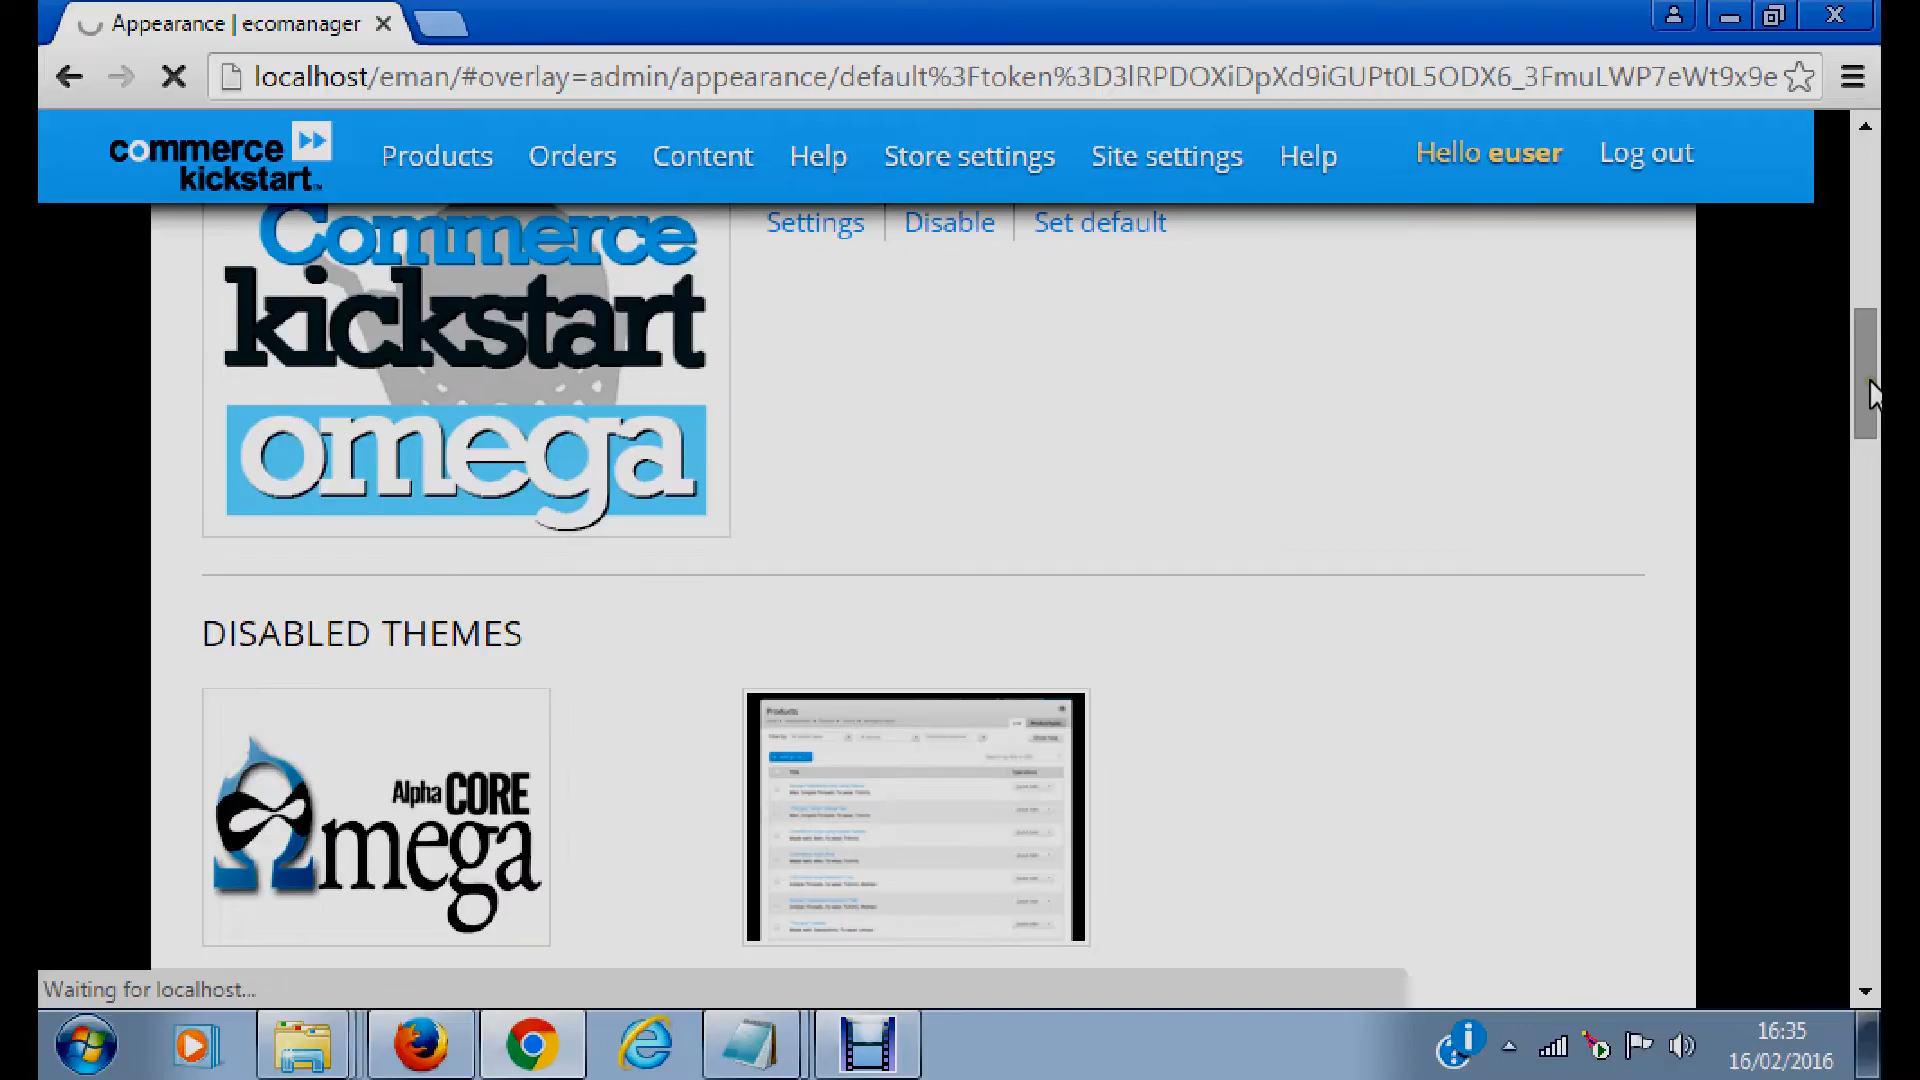 Appearance | ecomanager
localhost/eman/#overlay=admin/appearance/default%3Ftoken%3D3lRPDOXiDpXd9iGUPt0L5ODX6_3FmuLWP7eWt9x9e
commerce kickstart
Products Orders Content Help Store settings Site settings Help Hello euser Log out
Commerce kickstart omega
Settings Disable Set default
DISABLED THEMES
Alpha CORE
Omega
Products
Waiting for localhost...
16:35
16/02/2016